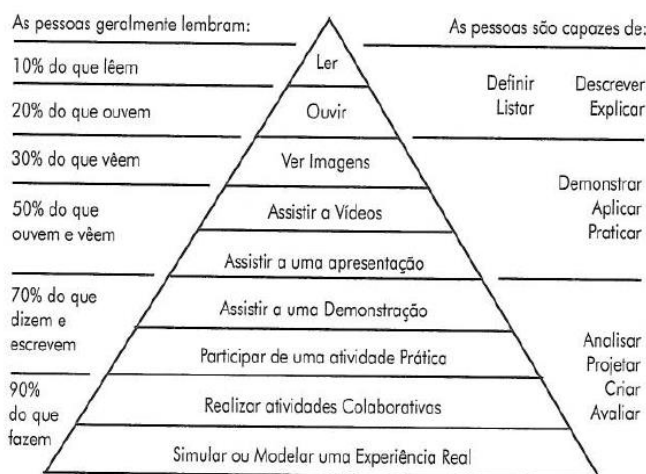 As pessoas geralmente lembram:
As pessoas são capazes de:
10% do que lêem
20% do que ouvem
30% do que vêem
50% do que
ouvem e vêem
70% do que
dizem e
escrevem
90%
do que
fazem
Ler
Ouvir
Ver Imagens
Assistir a Vídeos
Assistir a uma apresentação
Assistir a uma Demonstração
Participar de uma atividade Prática
Realizar atividades Colaborativas
Simular ou Modelar uma Experiência Real
Definir Descrever
Listar Explicar
Demonstrar
Aplicar
Praticar
Analisar
Projetar
Criar
Avaliar